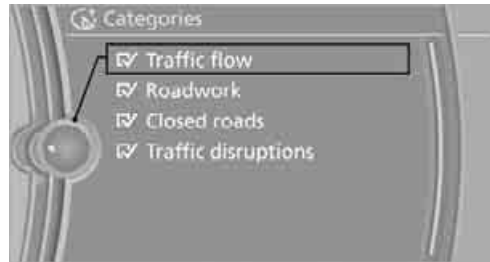 Categories
Traffic flow
Roadwork
Closed roads
Traffic disruptions